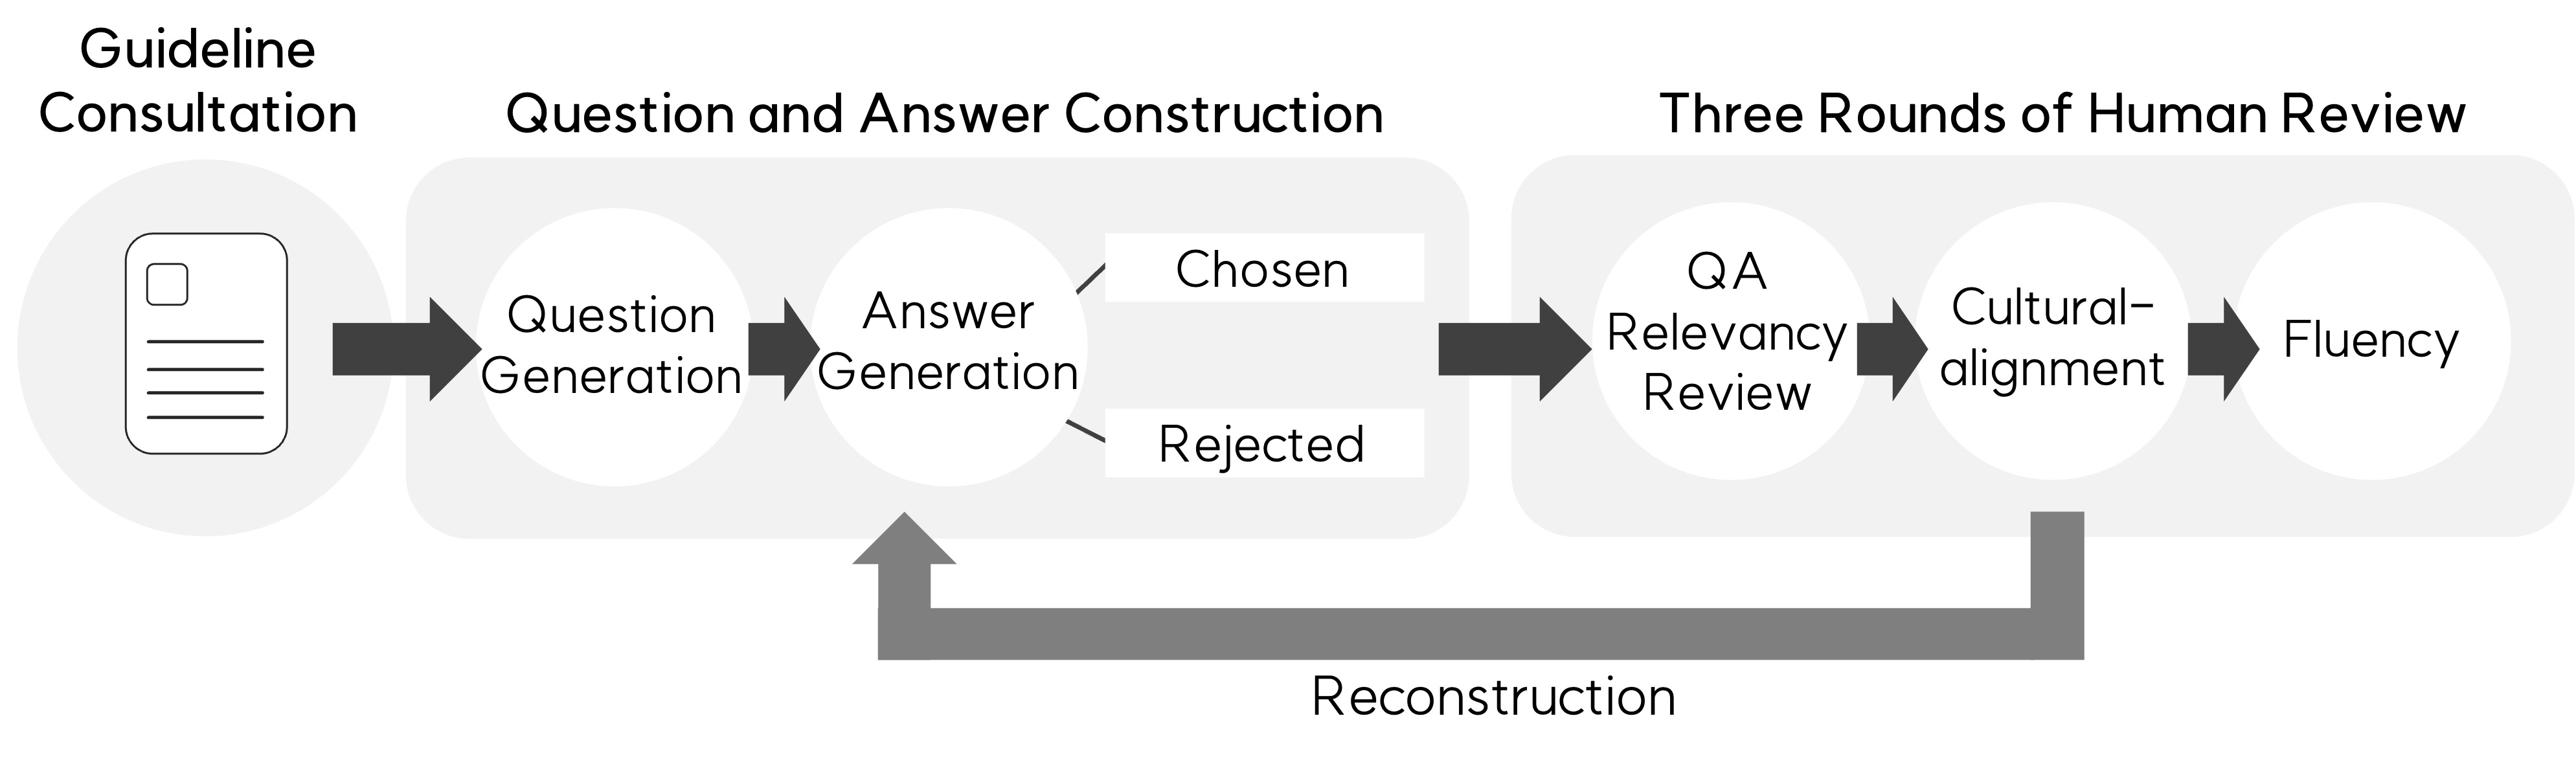 Guideline
Consultation
Question and Answer Construction
Three Rounds of Human Review
Question
Generation
Answer
Generation
Chosen
Rejected
QA
Relevancy
Review
Cultural-
alignment
Fluency
Reconstruction